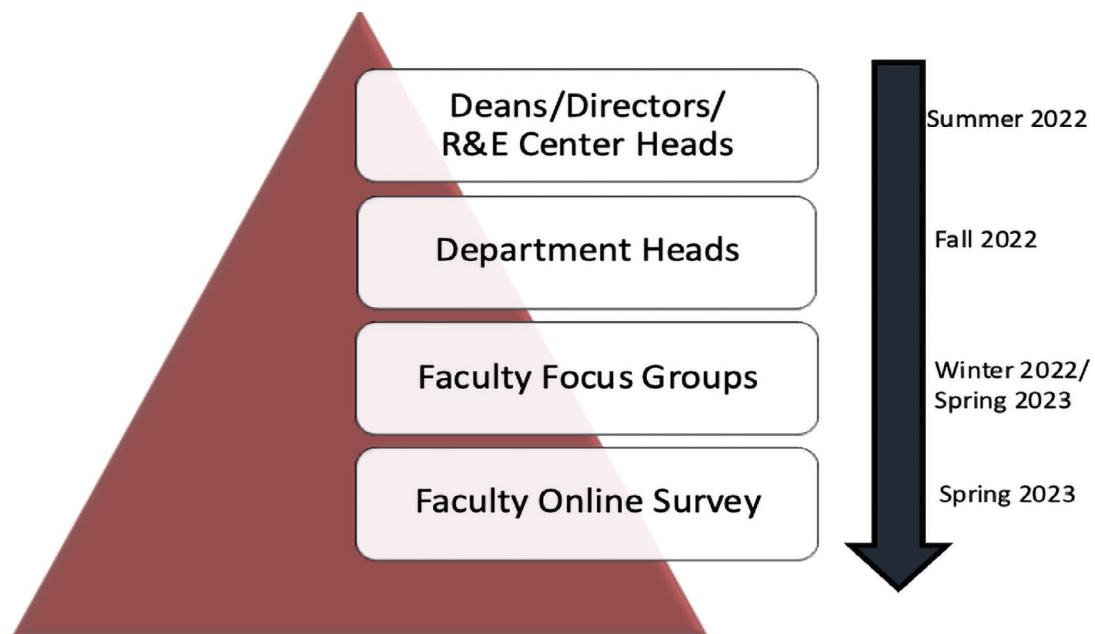 Deans/Directors/
R&E Center Heads
Summer 2022
Department Heads
Fall 2022
Faculty Focus Groups
Winter 2022/
Spring 2023
Faculty Online Survey
Spring 2023